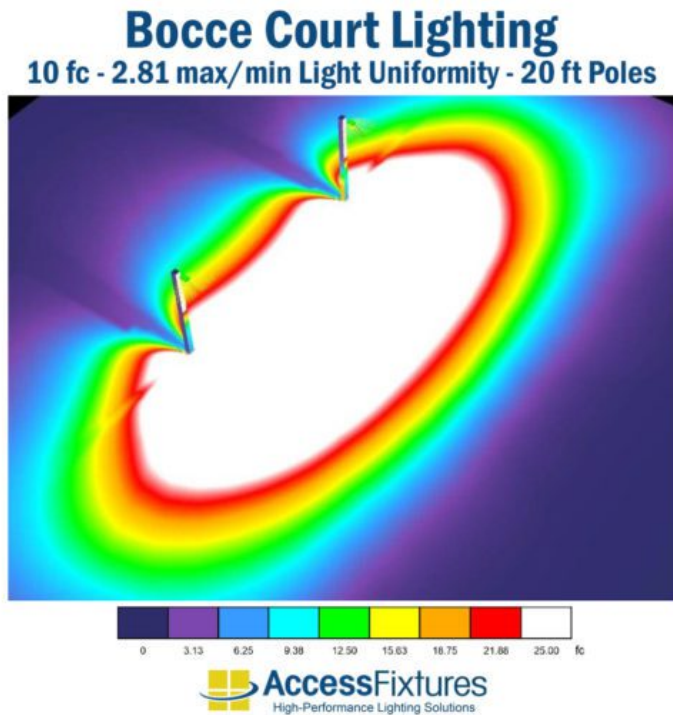 Bocce Court Lighting
10 fc - 2.81 max/min Light Uniformity - 20 ft Poles
0 3.13 6.25 9.38 12.50 15.63 18.75 21.88 25.00 fc
AccessFixtures
High-Performance Lighting Solutions